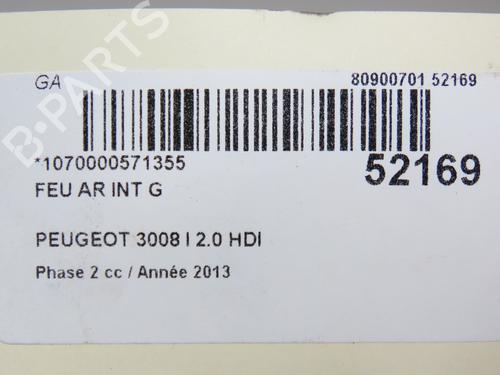 GA 80900701 52169
*1070000571355 52169
FEU AR INT G
PEUGEOT 3008 I 2.0 HDI
Phase 2 cc / Année 2013
B-PARTS